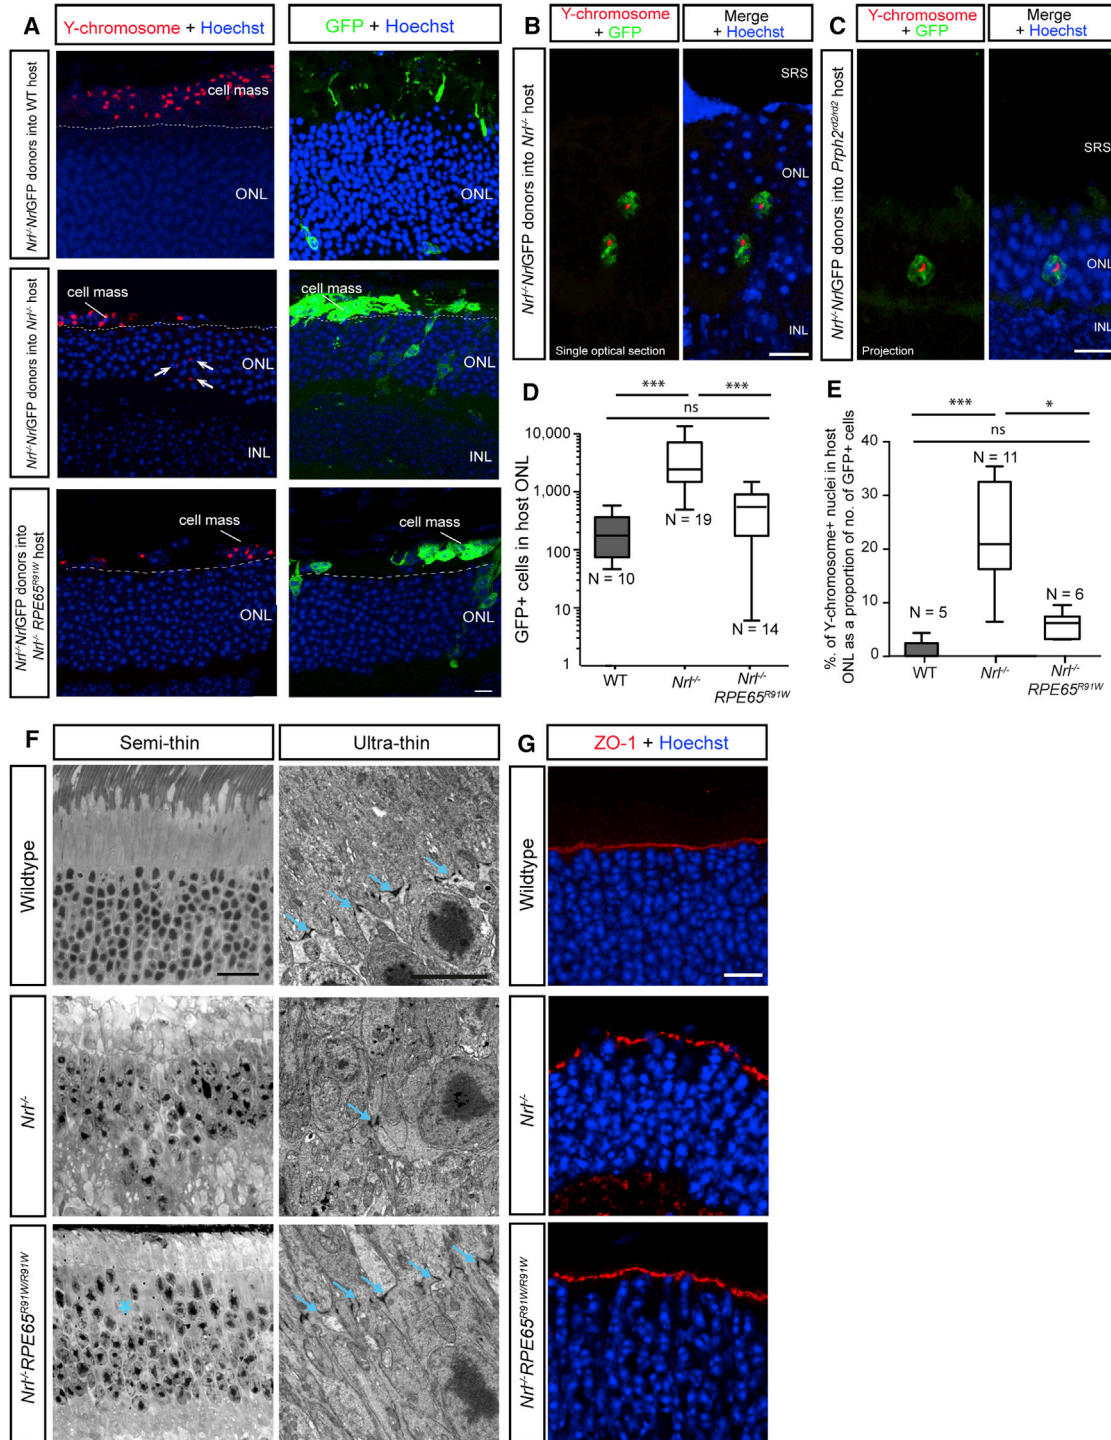 A
Y-chromosome + Hoechst
GFP + Hoechst
Nrl-/-NrlGFP donors into WT host
cell mass
ONL
ONL
Nrl-/-NrlGFP donors into Nrl-/- host
cell mass
ONL
INL
cell mass
ONL
INL
Nrl-/-NrlGFP donors into
Nrl-/- RPE65R91W host
cell mass
ONL
cell mass
ONL
B
Y-chromosome
+ GFP
Merge
+ Hoechst
Nrl-/-NrlGFP donors into Nrl-/- host
Single optical section
SRS
ONL
INL
C
Y-chromosome
+ GFP
Merge
+ Hoechst
Nrl-/-NrlGFP donors into Prph2rd2/rd2 host
Projection
SRS
ONL
INL
D
*** ***
ns
GFP+ cells in host ONL
10,000
1,000
100
10
1
N = 10
N = 19
N = 14
WT
Nrl-/-
Nrl-/-
RPE65R91W
E
*** *
ns
%. of Y-chromosome+ nuclei in host
ONL as a proportion of no. of GFP+ cells
40
30
20
10
0
N = 5
N = 11
N = 6
WT
Nrl-/-
Nrl-/-
RPE65R91W
F
Semi-thin
Ultra-thin
Wildtype
Nrl-/-
Nrl-/-RPE65R91W/R91W
*
G
ZO-1 + Hoechst
Wildtype
Nrl-/-
Nrl-/-RPE65R91W/R91W